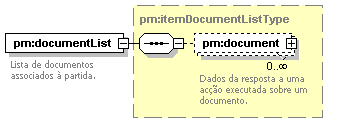 pm:itemDocumentListType
pm:documentList
pm:document
0..∞
Lista de documentos
associados à partida.
Dados da resposta a uma
acção executada sobre um
documento.